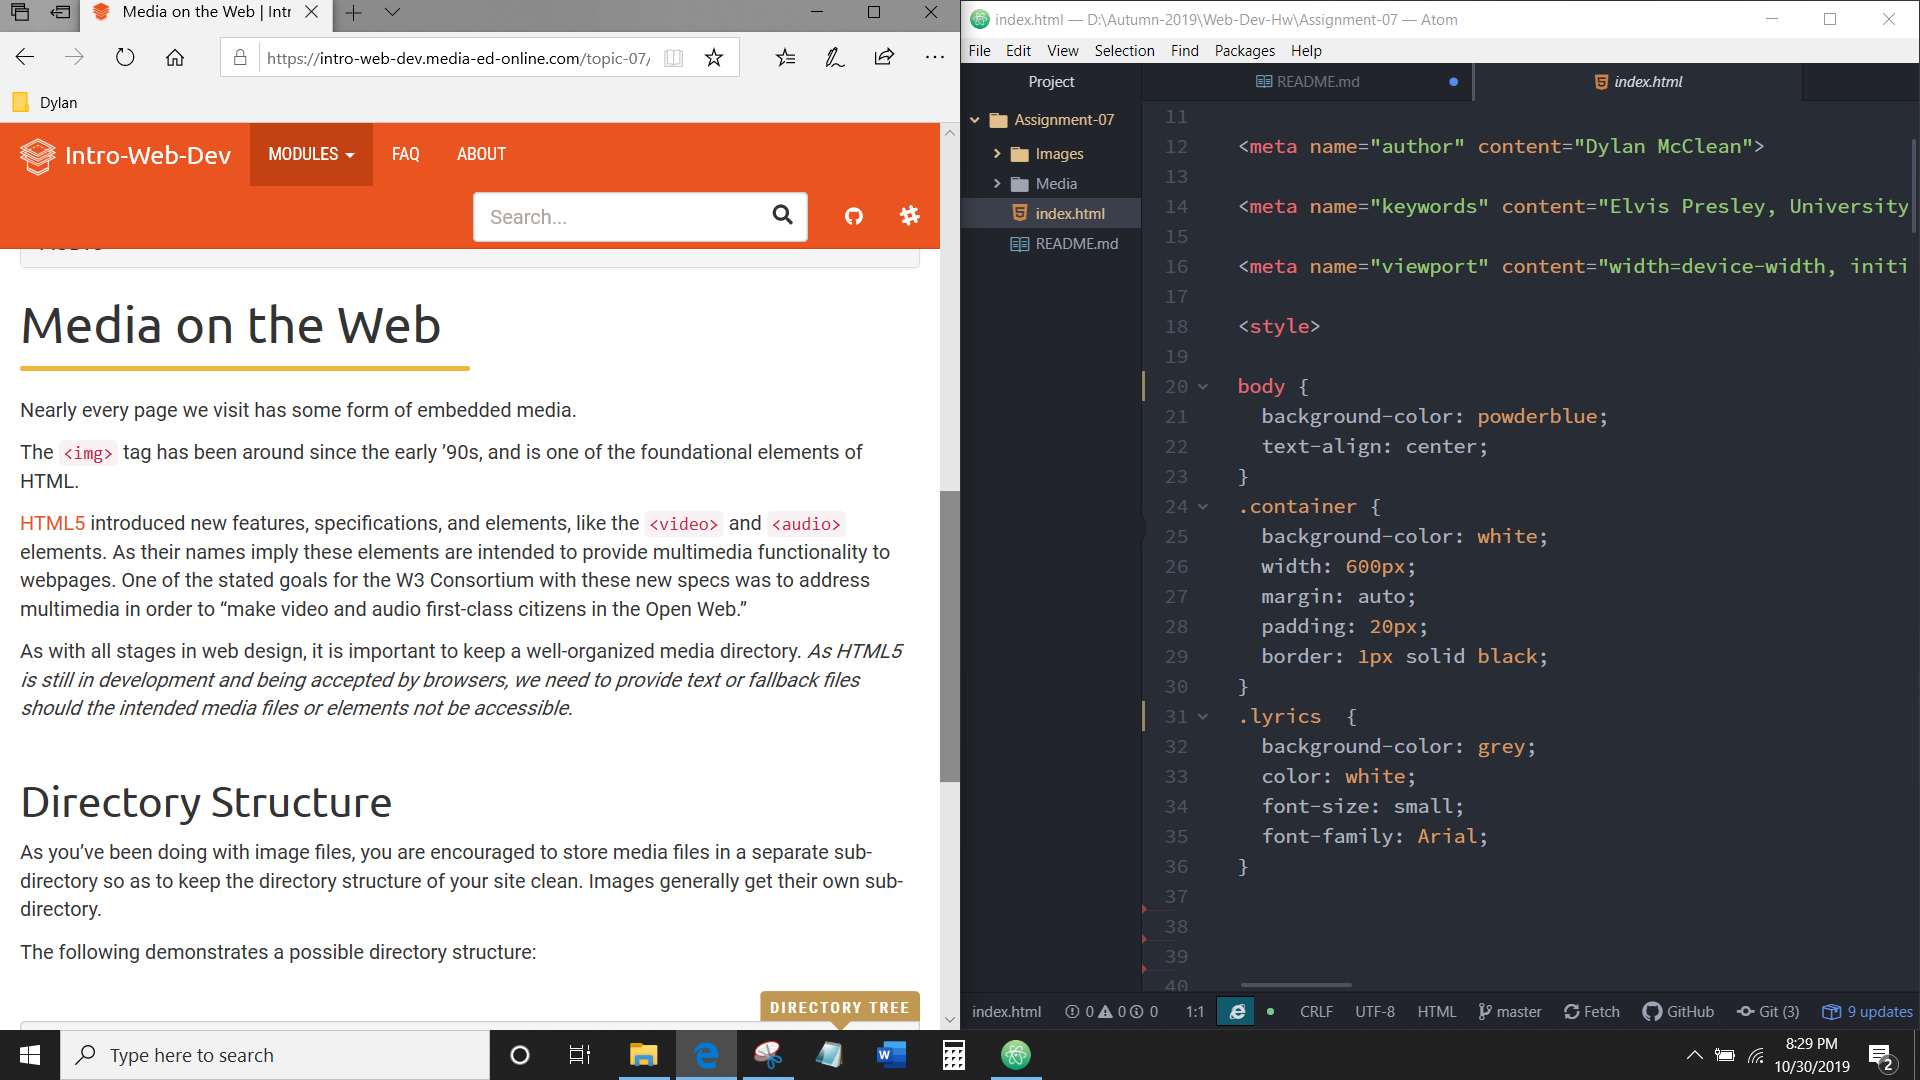 Media on the Web | Intr
https://intro-web-dev.media-ed-online.com/topic-07/
Dylan
Intro-Web-Dev
MODULES
FAQ
ABOUT
Search...
Media on the Web
Nearly every page we visit has some form of embedded media.
The <img> tag has been around since the early ’90s, and is one of the foundational elements of
HTML.
HTML5 introduced new features, specifications, and elements, like the <video> and <audio>
elements. As their names imply these elements are intended to provide multimedia functionality to
webpages. One of the stated goals for the W3 Consortium with these new specs was to address
multimedia in order to “make video and audio first-class citizens in the Open Web.”
As with all stages in web design, it is important to keep a well-organized media directory. As HTML5
is still in development and being accepted by browsers, we need to provide text or fallback files
should the intended media files or elements not be accessible.
Directory Structure
As you’ve been doing with image files, you are encouraged to store media files in a separate sub-
directory so as to keep the directory structure of your site clean. Images generally get their own sub-
directory.
The following demonstrates a possible directory structure:
DIRECTORY TREE
index.html — D:\Autumn-2019\Web-Dev-Hw\Assignment-07 — Atom
File Edit View Selection Find Packages Help
Project
README.md
index.html
Assignment-07
Images
Media
index.html
README.md
11
12 <meta name="author" content="Dylan McClean">
13
14 <meta name="keywords" content="Elvis Presley, University
15
16 <meta name="viewport" content="width=device-width, initi
17
18 <style>
19
20 body {
21 background-color: powderblue;
22 text-align: center;
23 }
24 .container {
25 background-color: white;
26 width: 600px;
27 margin: auto;
28 padding: 20px;
29 border: 1px solid black;
30 }
31 .lyrics  {
32 background-color: grey;
33 color: white;
34 font-size: small;
35 font-family: Arial;
36 }
37
38
39
40
index.html 0 0 0 1:1 CRLF UTF-8 HTML master Fetch GitHub Git (3) 9 updates
Type here to search
8:29 PM
10/30/2019
2